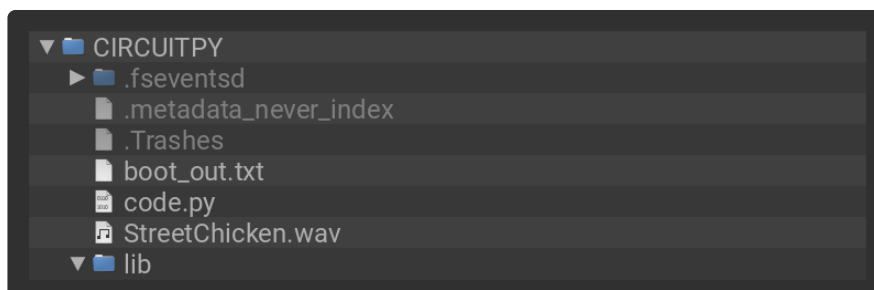 CIRCUITPY
.fseventsd
.metadata_never_index
.Trashes
boot_out.txt
code.py
StreetChicken.wav
lib